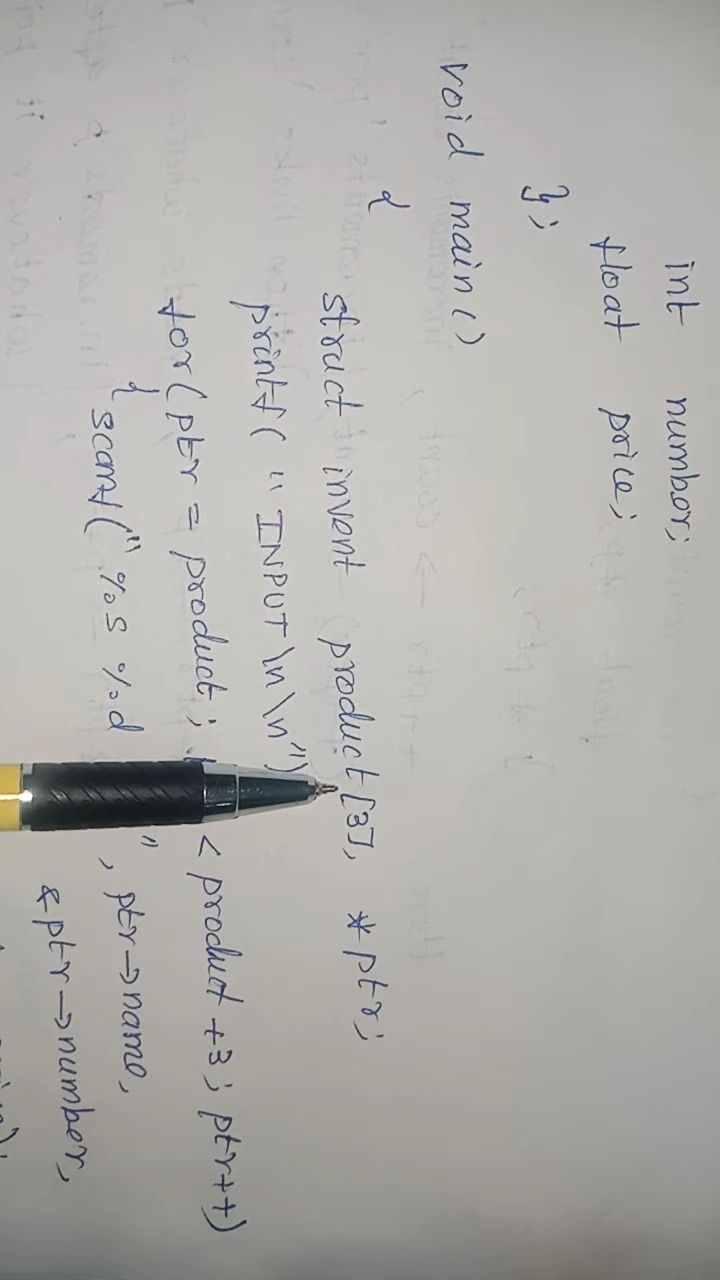 int number;
float price;
};
void main()
{
struct invent product[3], *ptr;
printf("INPUT\n\n")
for(ptr = product; < product +3; ptr++)
{
scanf("%s %d ", ptr→name,
&ptr→number,